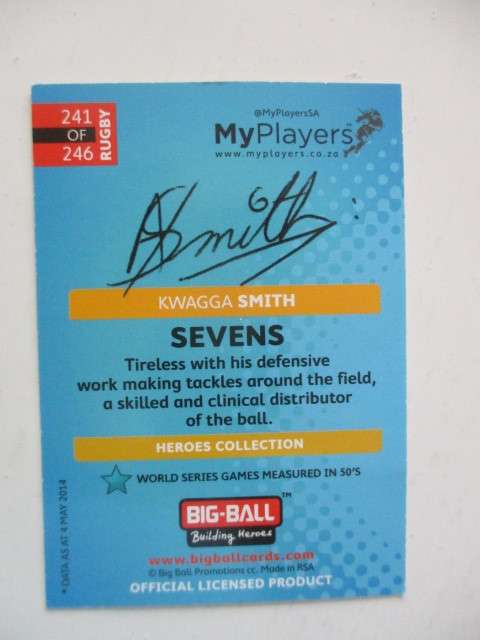 241
OF
246
RUGBY
@MyPlayersSA
MyPlayers™
www.myplayers.co.za
Smith
KWAGGA SMITH
SEVENS
Tireless with his defensive
work making tackles around the field,
a skilled and clinical distributor
of the ball.
HEROES COLLECTION
WORLD SERIES GAMES MEASURED IN 50'S
BIG-BALL™
Building Heroes
www.bigballcards.com
© Big Ball Promotions cc. Made in RSA
OFFICIAL LICENSED PRODUCT
*DATA AS AT 4 MAY 2014